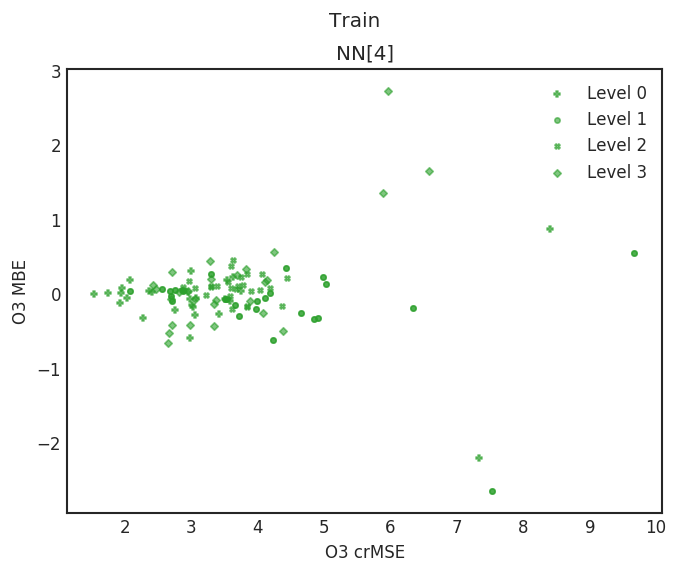 Train
NN[4]
Level 0
Level 1
Level 2
Level 3
3
2
1
0
−1
−2
O3 MBE
2 3 4 5 6 7 8 9 10
O3 crMSE